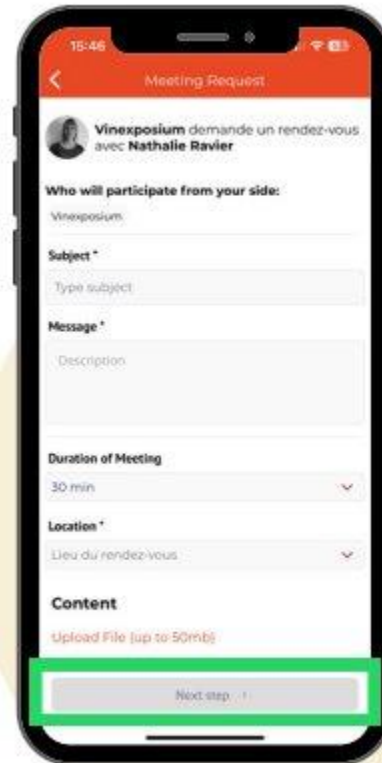 15:46
Meeting Request
Vinexposium demande un rendez-vous
avec Nathalie Ravier
Who will participate from your side:
Vinexposium
Subject *
Type subject
Message *
Description
Duration of Meeting
30 min
Location *
Lieu du rendez-vous
Content
Upload File (up to 50mb)
Next step